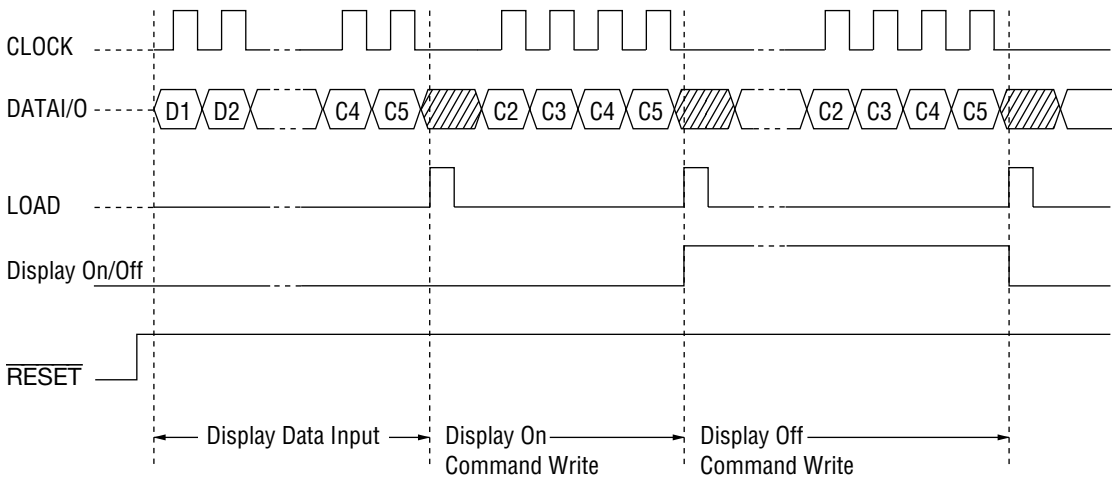 CLOCK
DATAI/O D1 D2 C4 C5 C2 C3 C4 C5 C2 C3 C4 C5
LOAD
Display On/Off
RESET
Display Data Input Display On Display Off
Command Write Command Write